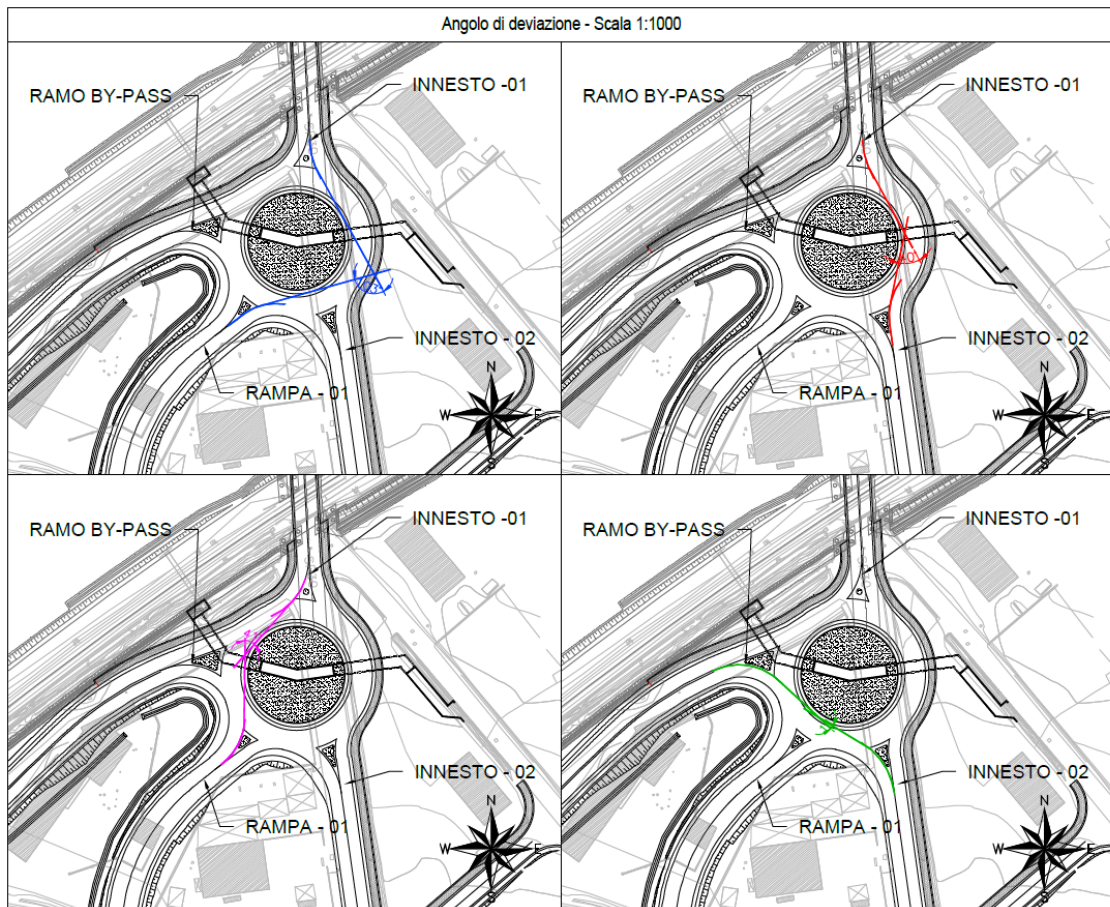 Angolo di deviazione - Scala 1:1000
RAMO BY-PASS
INNESTO -01
INNESTO - 02
RAMPA - 01
N
W
E
S
RAMO BY-PASS
INNESTO -01
INNESTO - 02
RAMPA - 01
N
W
E
S
RAMO BY-PASS
INNESTO -01
INNESTO - 02
RAMPA - 01
N
W
E
S
RAMO BY-PASS
INNESTO -01
INNESTO - 02
RAMPA - 01
N
W
E
S